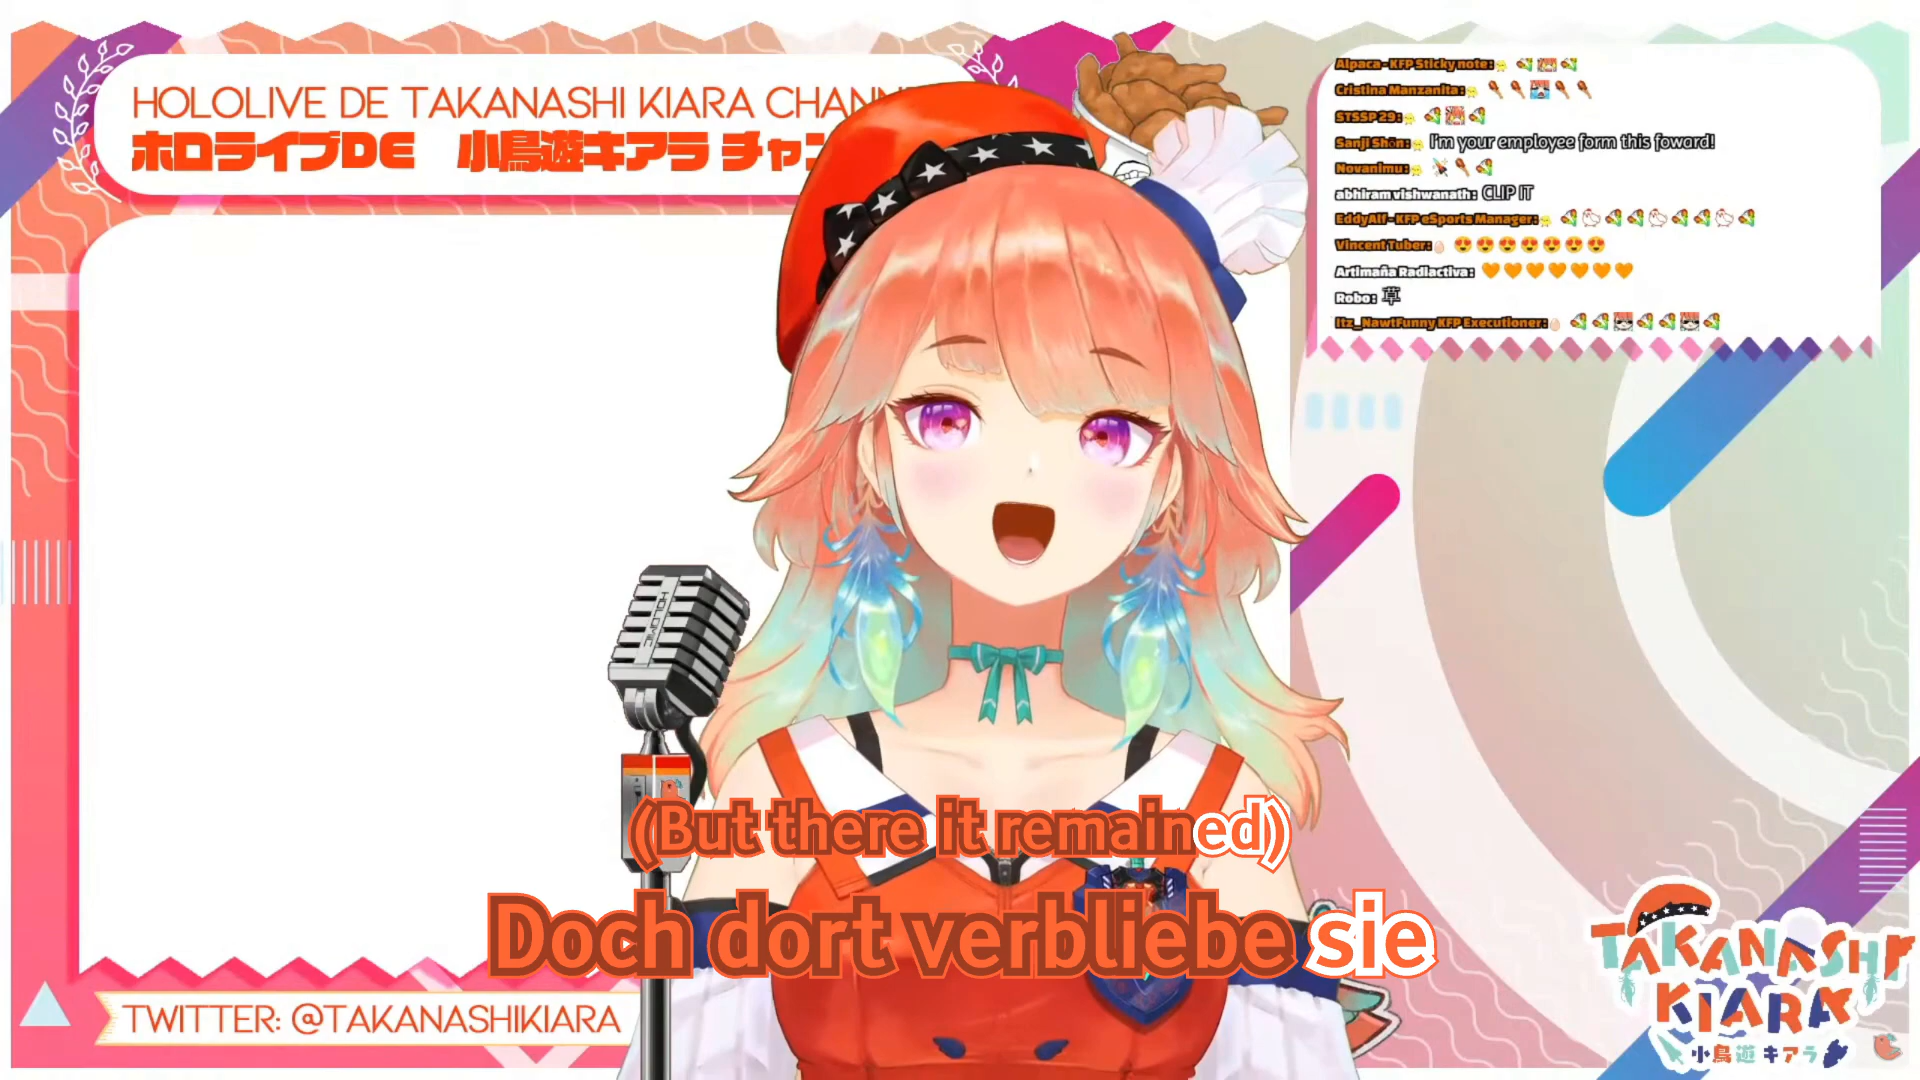 HOLOLIVE DE TAKANASHI KIARA CHANN
ホロライブDE 小鳥遊キアラ チャン
Alpaca - KFP Sticky note:
Cristina Manzanita:
STSSP 29:
Sanji Shōn: I'm your employee form this foward!
Novanimu:
abhiram vishwanath: CLIP IT
EddyAlf - KFP eSports Manager:
Vincent Tuber: 😍😍😍😍😍😍😍
Artimaña Radiactiva: 🧡🧡🧡🧡🧡🧡🧡
Robo: 草
Itz_NawtFunny KFP Executioner:
HOLOMIC
(But there it remained)
Doch dort verbliebe sie
TWITTER: @TAKANASHIKIARA
TAKANASHI
KIARA
小鳥遊キアラ